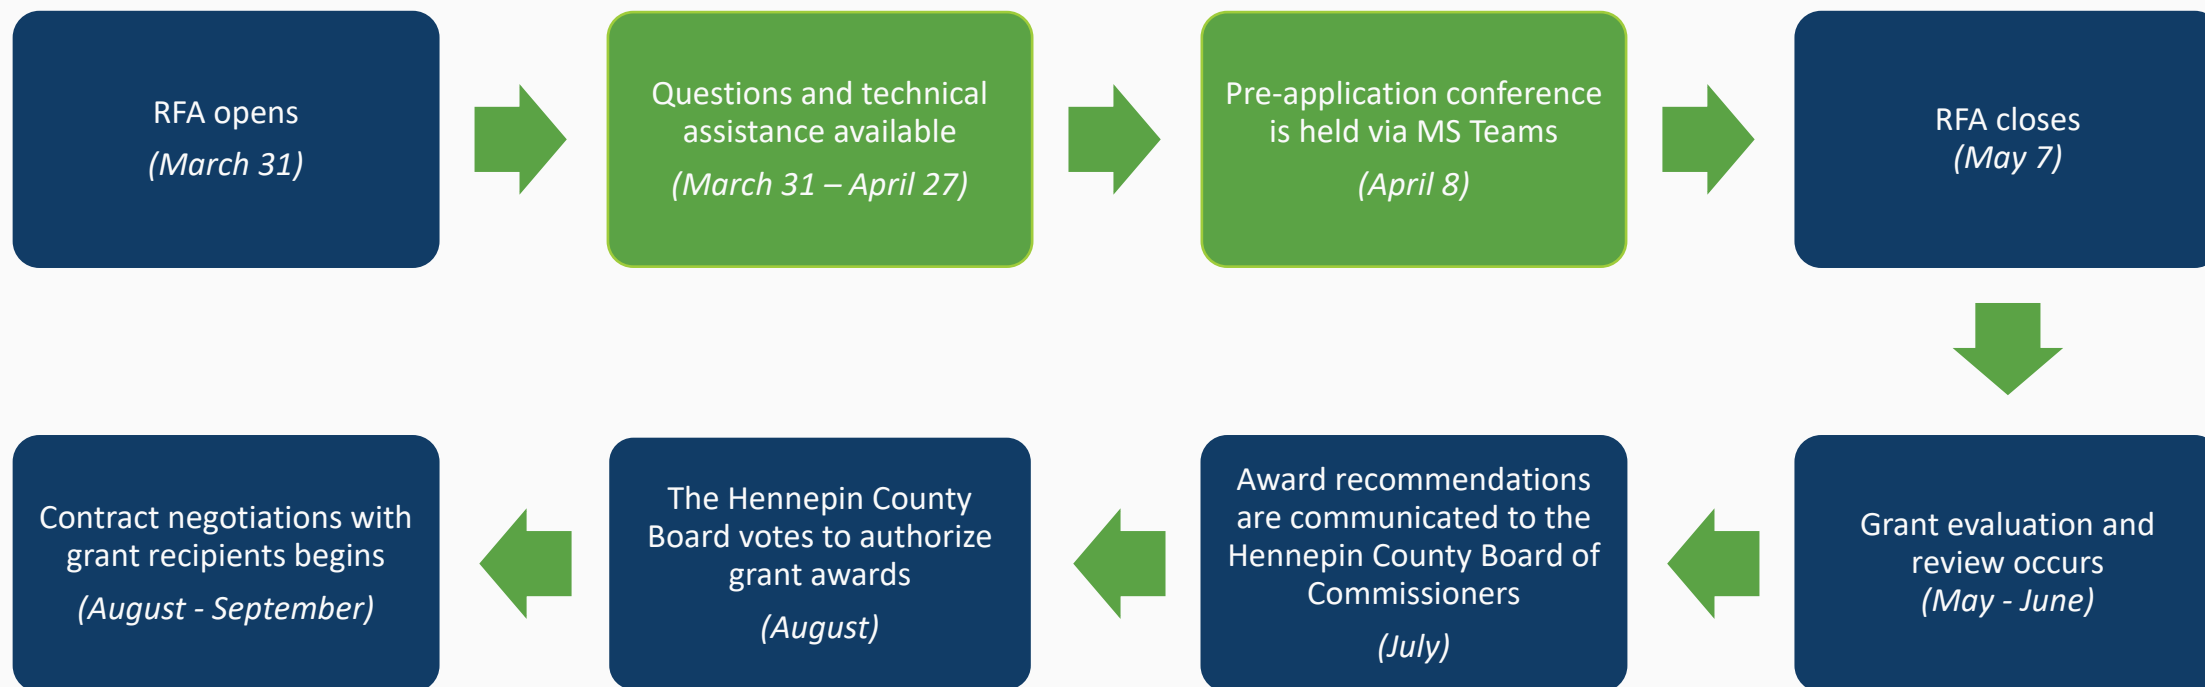 RFA opens
(March 31)
Questions and technical
assistance available
(March 31 – April 27)
Pre-application conference
is held via MS Teams
(April 8)
RFA closes
(May 7)
Grant evaluation and
review occurs
(May - June)
Award recommendations
are communicated to the
Hennepin County Board of
Commissioners
(July)
The Hennepin County
Board votes to authorize
grant awards
(August)
Contract negotiations with
grant recipients begins
(August - September)